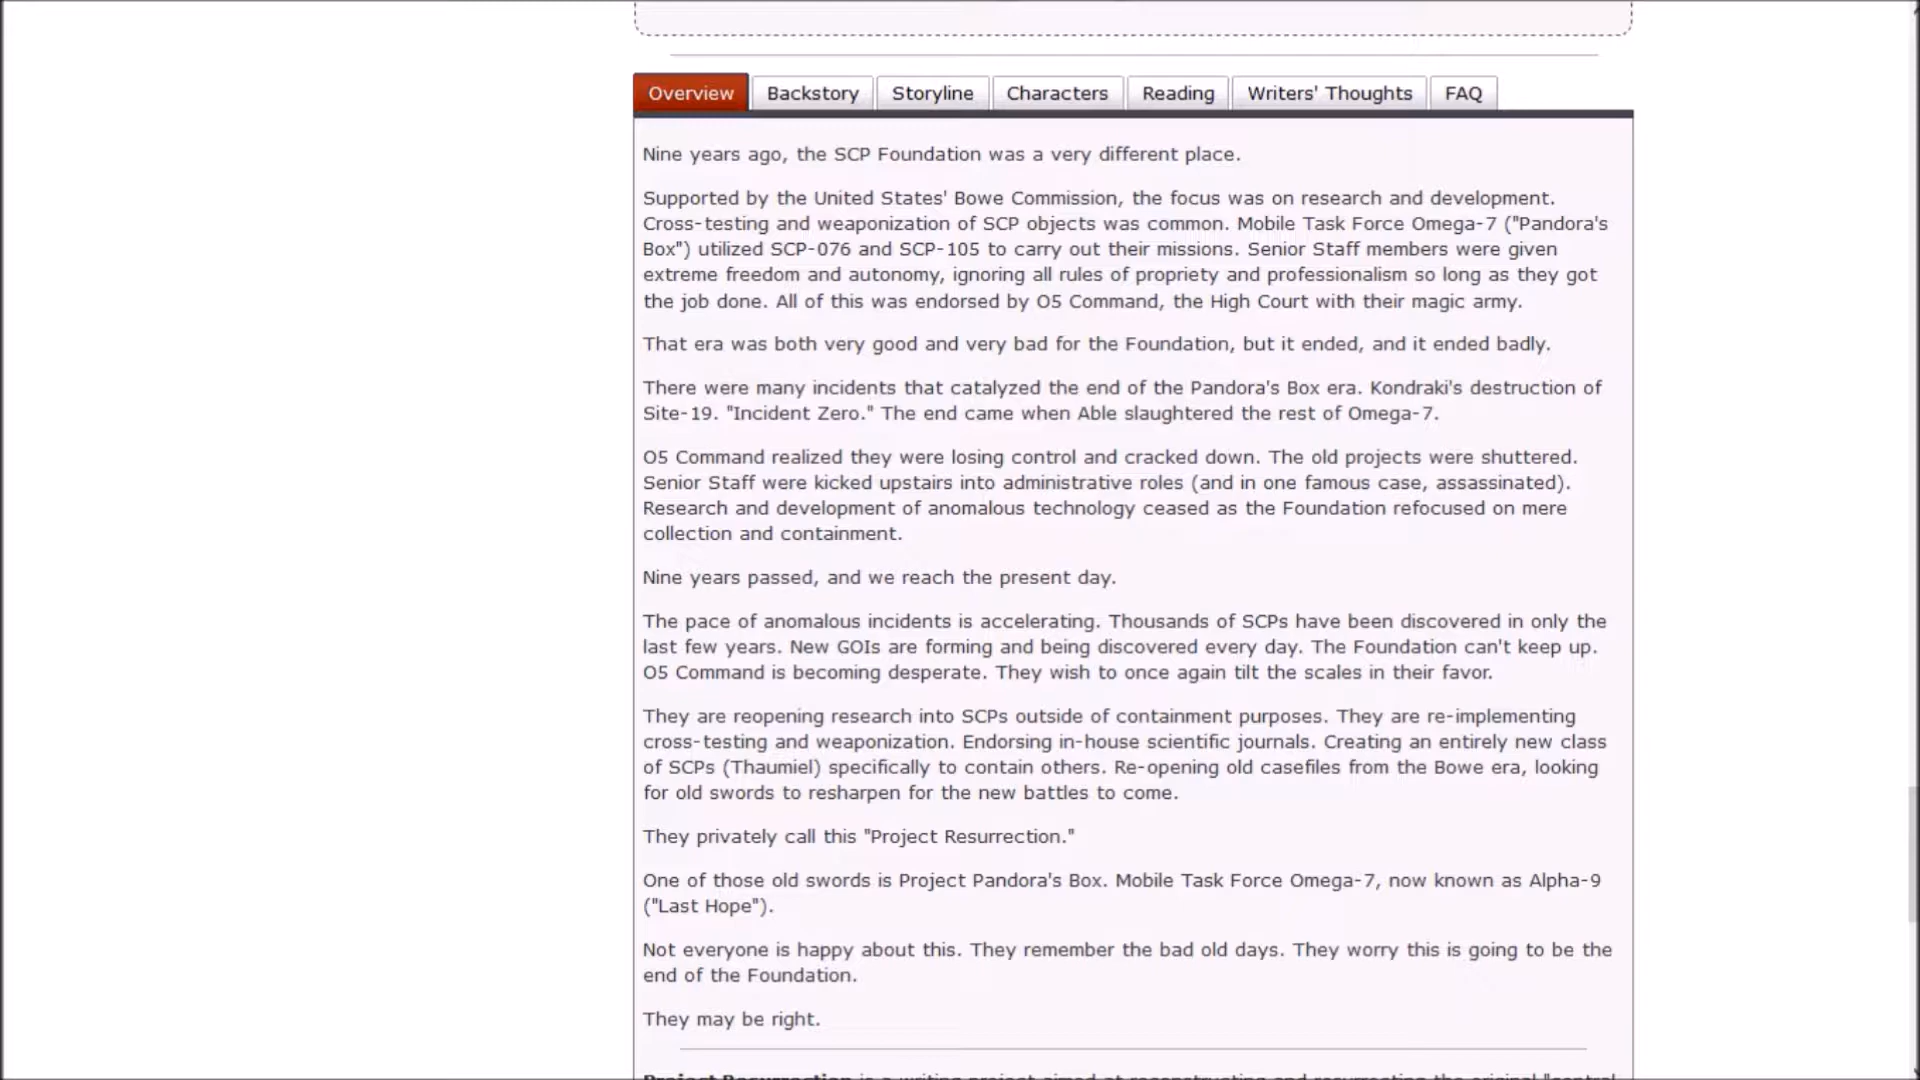 Overview Backstory Storyline Characters Reading Writers' Thoughts FAQ
Nine years ago, the SCP Foundation was a very different place.
Supported by the United States' Bowe Commission, the focus was on research and development.
Cross-testing and weaponization of SCP objects was common. Mobile Task Force Omega-7 ("Pandora's
Box") utilized SCP-076 and SCP-105 to carry out their missions. Senior Staff members were given
extreme freedom and autonomy, ignoring all rules of propriety and professionalism so long as they got
the job done. All of this was endorsed by O5 Command, the High Court with their magic army.
That era was both very good and very bad for the Foundation, but it ended, and it ended badly.
There were many incidents that catalyzed the end of the Pandora's Box era. Kondraki's destruction of
Site-19. "Incident Zero." The end came when Able slaughtered the rest of Omega-7.
O5 Command realized they were losing control and cracked down. The old projects were shuttered.
Senior Staff were kicked upstairs into administrative roles (and in one famous case, assassinated).
Research and development of anomalous technology ceased as the Foundation refocused on mere
collection and containment.
Nine years passed, and we reach the present day.
The pace of anomalous incidents is accelerating. Thousands of SCPs have been discovered in only the
last few years. New GOIs are forming and being discovered every day. The Foundation can't keep up.
O5 Command is becoming desperate. They wish to once again tilt the scales in their favor.
They are reopening research into SCPs outside of containment purposes. They are re-implementing
cross-testing and weaponization. Endorsing in-house scientific journals. Creating an entirely new class
of SCPs (Thaumiel) specifically to contain others. Re-opening old casefiles from the Bowe era, looking
for old swords to resharpen for the new battles to come.
They privately call this "Project Resurrection."
One of those old swords is Project Pandora's Box. Mobile Task Force Omega-7, now known as Alpha-9
("Last Hope").
Not everyone is happy about this. They remember the bad old days. They worry this is going to be the
end of the Foundation.
They may be right.
Project Resurrection is a writing project aimed at reconstructing and resurrecting the original "central